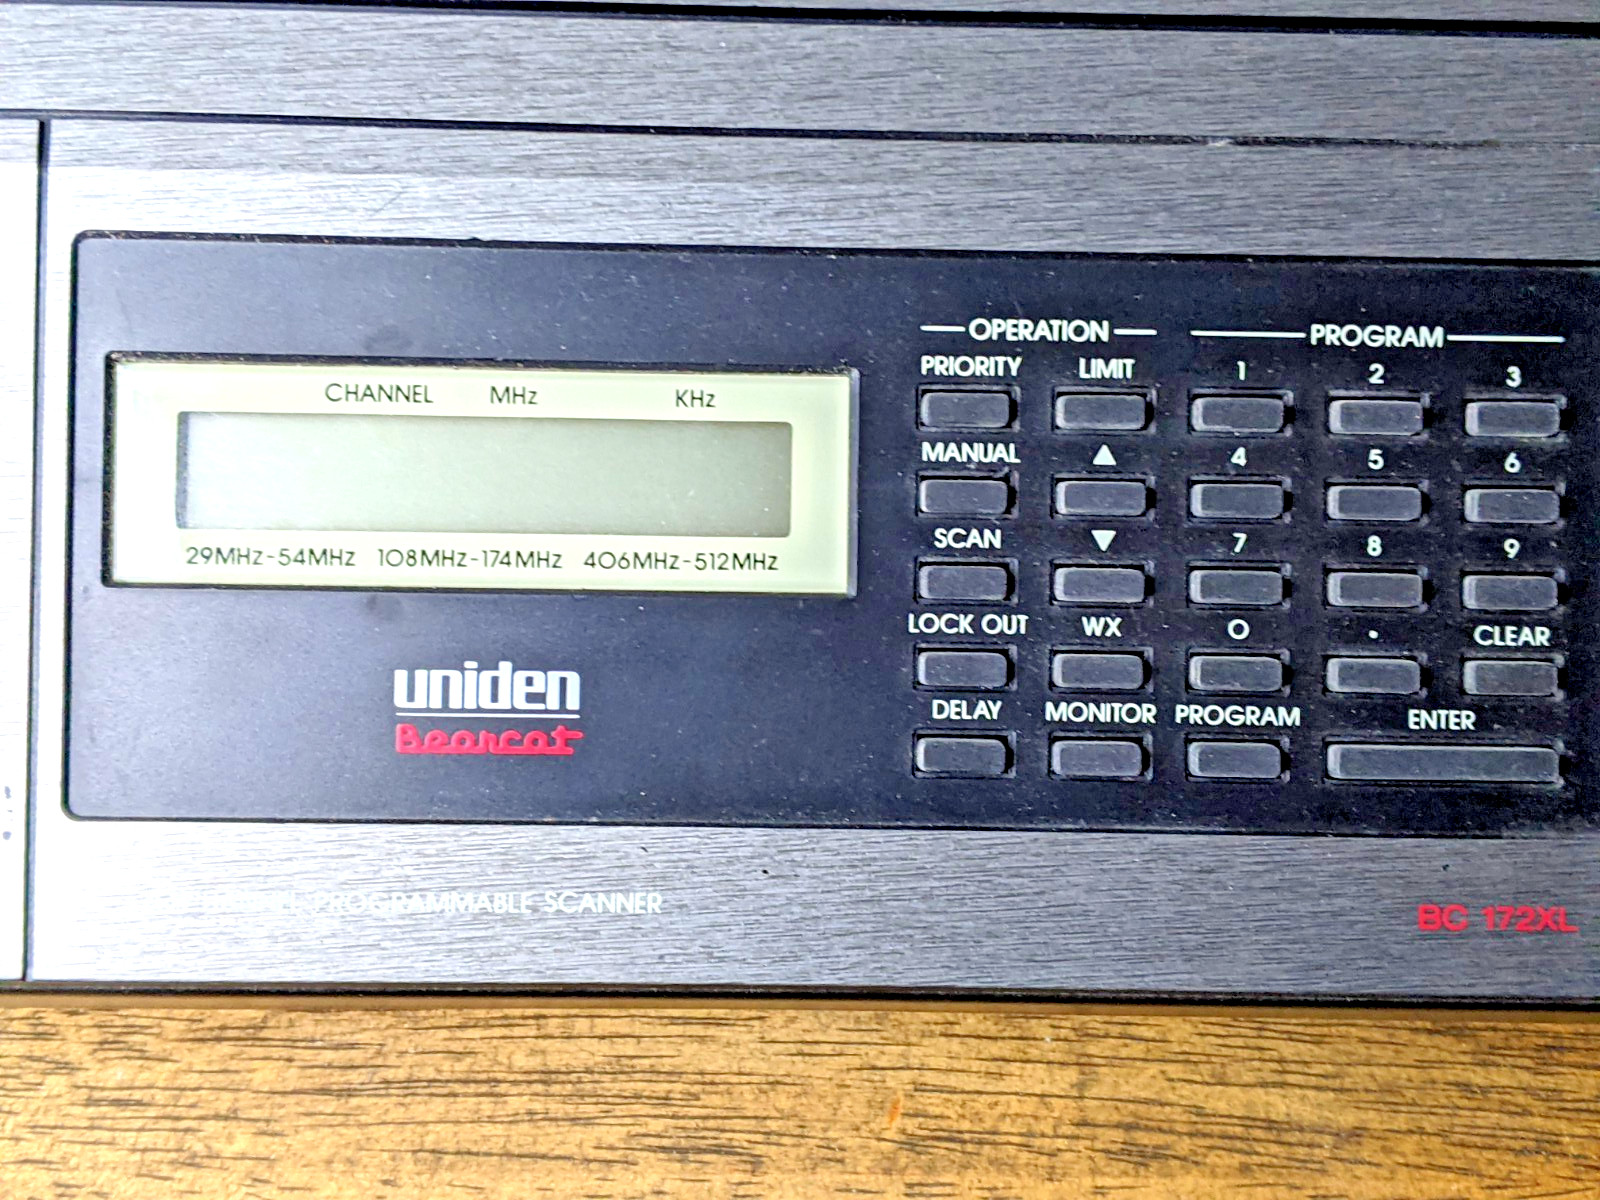 OPERATION PROGRAM
PRIORITY LIMIT 1 2 3
CHANNEL MHz KHz
MANUAL ▲ 4 5 6
SCAN ▼ 7 8 9
29MHz-54MHz 108MHz-174MHz 406MHz-512MHz
LOCK OUT WX 0 . CLEAR
uniden
Bearcat
DELAY MONITOR PROGRAM ENTER
PROGRAMMABLE SCANNER
BC 172XL